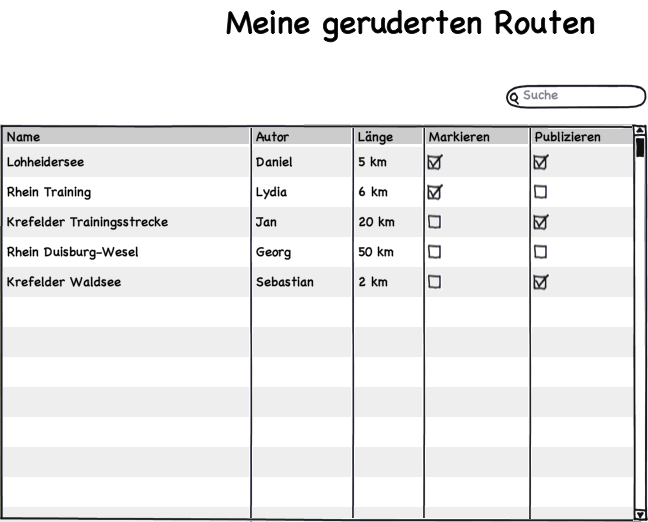 Meine geruderten Routen
Suche
Name Autor Länge Markieren Publizieren
Lohheidersee Daniel 5 km
Rhein Training Lydia 6 km
Krefelder Trainingsstrecke Jan 20 km
Rhein Duisburg-Wesel Georg 50 km
Krefelder Waldsee Sebastian 2 km